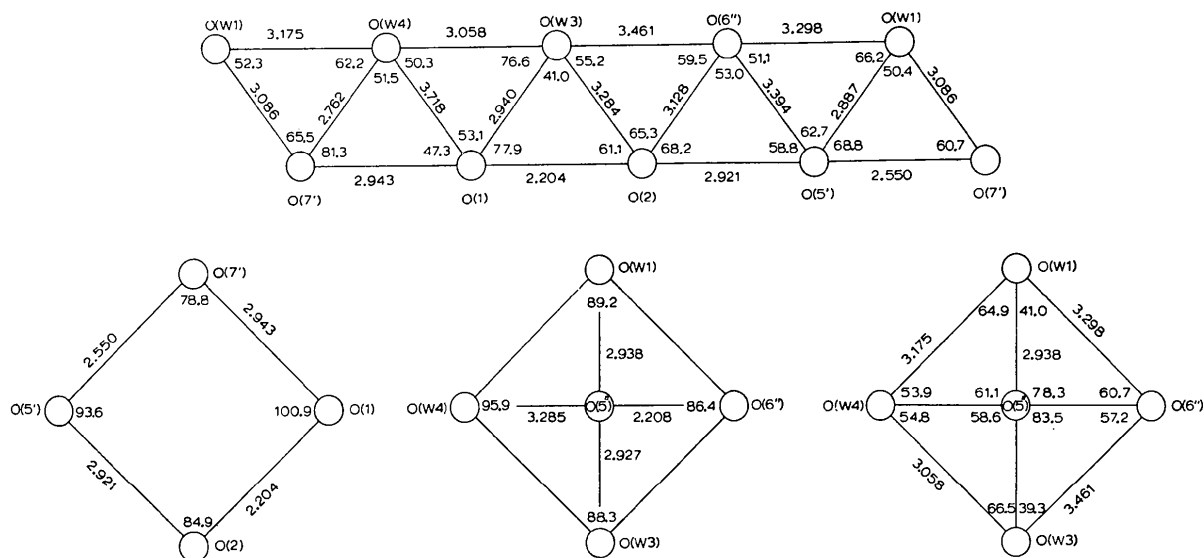 O(W1) O(W4) O(W3) O(6'') O(W1)
3.175 3.058 3.461 3.298
52.3 62.2 50.3 76.6 55.2 59.5 51.1 66.2
51.5 41.0 53.0 50.4
3.086 2.762 3.718 2.940 3.284 3.128 3.394 2.887 3.086
65.5 53.1 65.3 62.7
81.3 47.3 77.9 61.1 68.2 58.8 68.8 60.7
2.943 2.204 2.921 2.550
O(7') O(1) O(2) O(5') O(7')
O(7')
78.8
2.550 2.943
O(5') 93.6 100.9 O(1)
2.921 2.204
84.9
O(2)
O(W1)
89.2
2.938
O(W4) 95.9 O(5'') 86.4 O(6'')
3.285 2.208
2.927
88.3
O(W3)
O(W1)
64.9 41.0
3.175 3.298
2.938
53.9 61.1 78.3 60.7
O(W4) O(5'') O(6'')
54.8 58.6 83.5 57.2
3.058 3.461
66.5 39.3
O(W3)